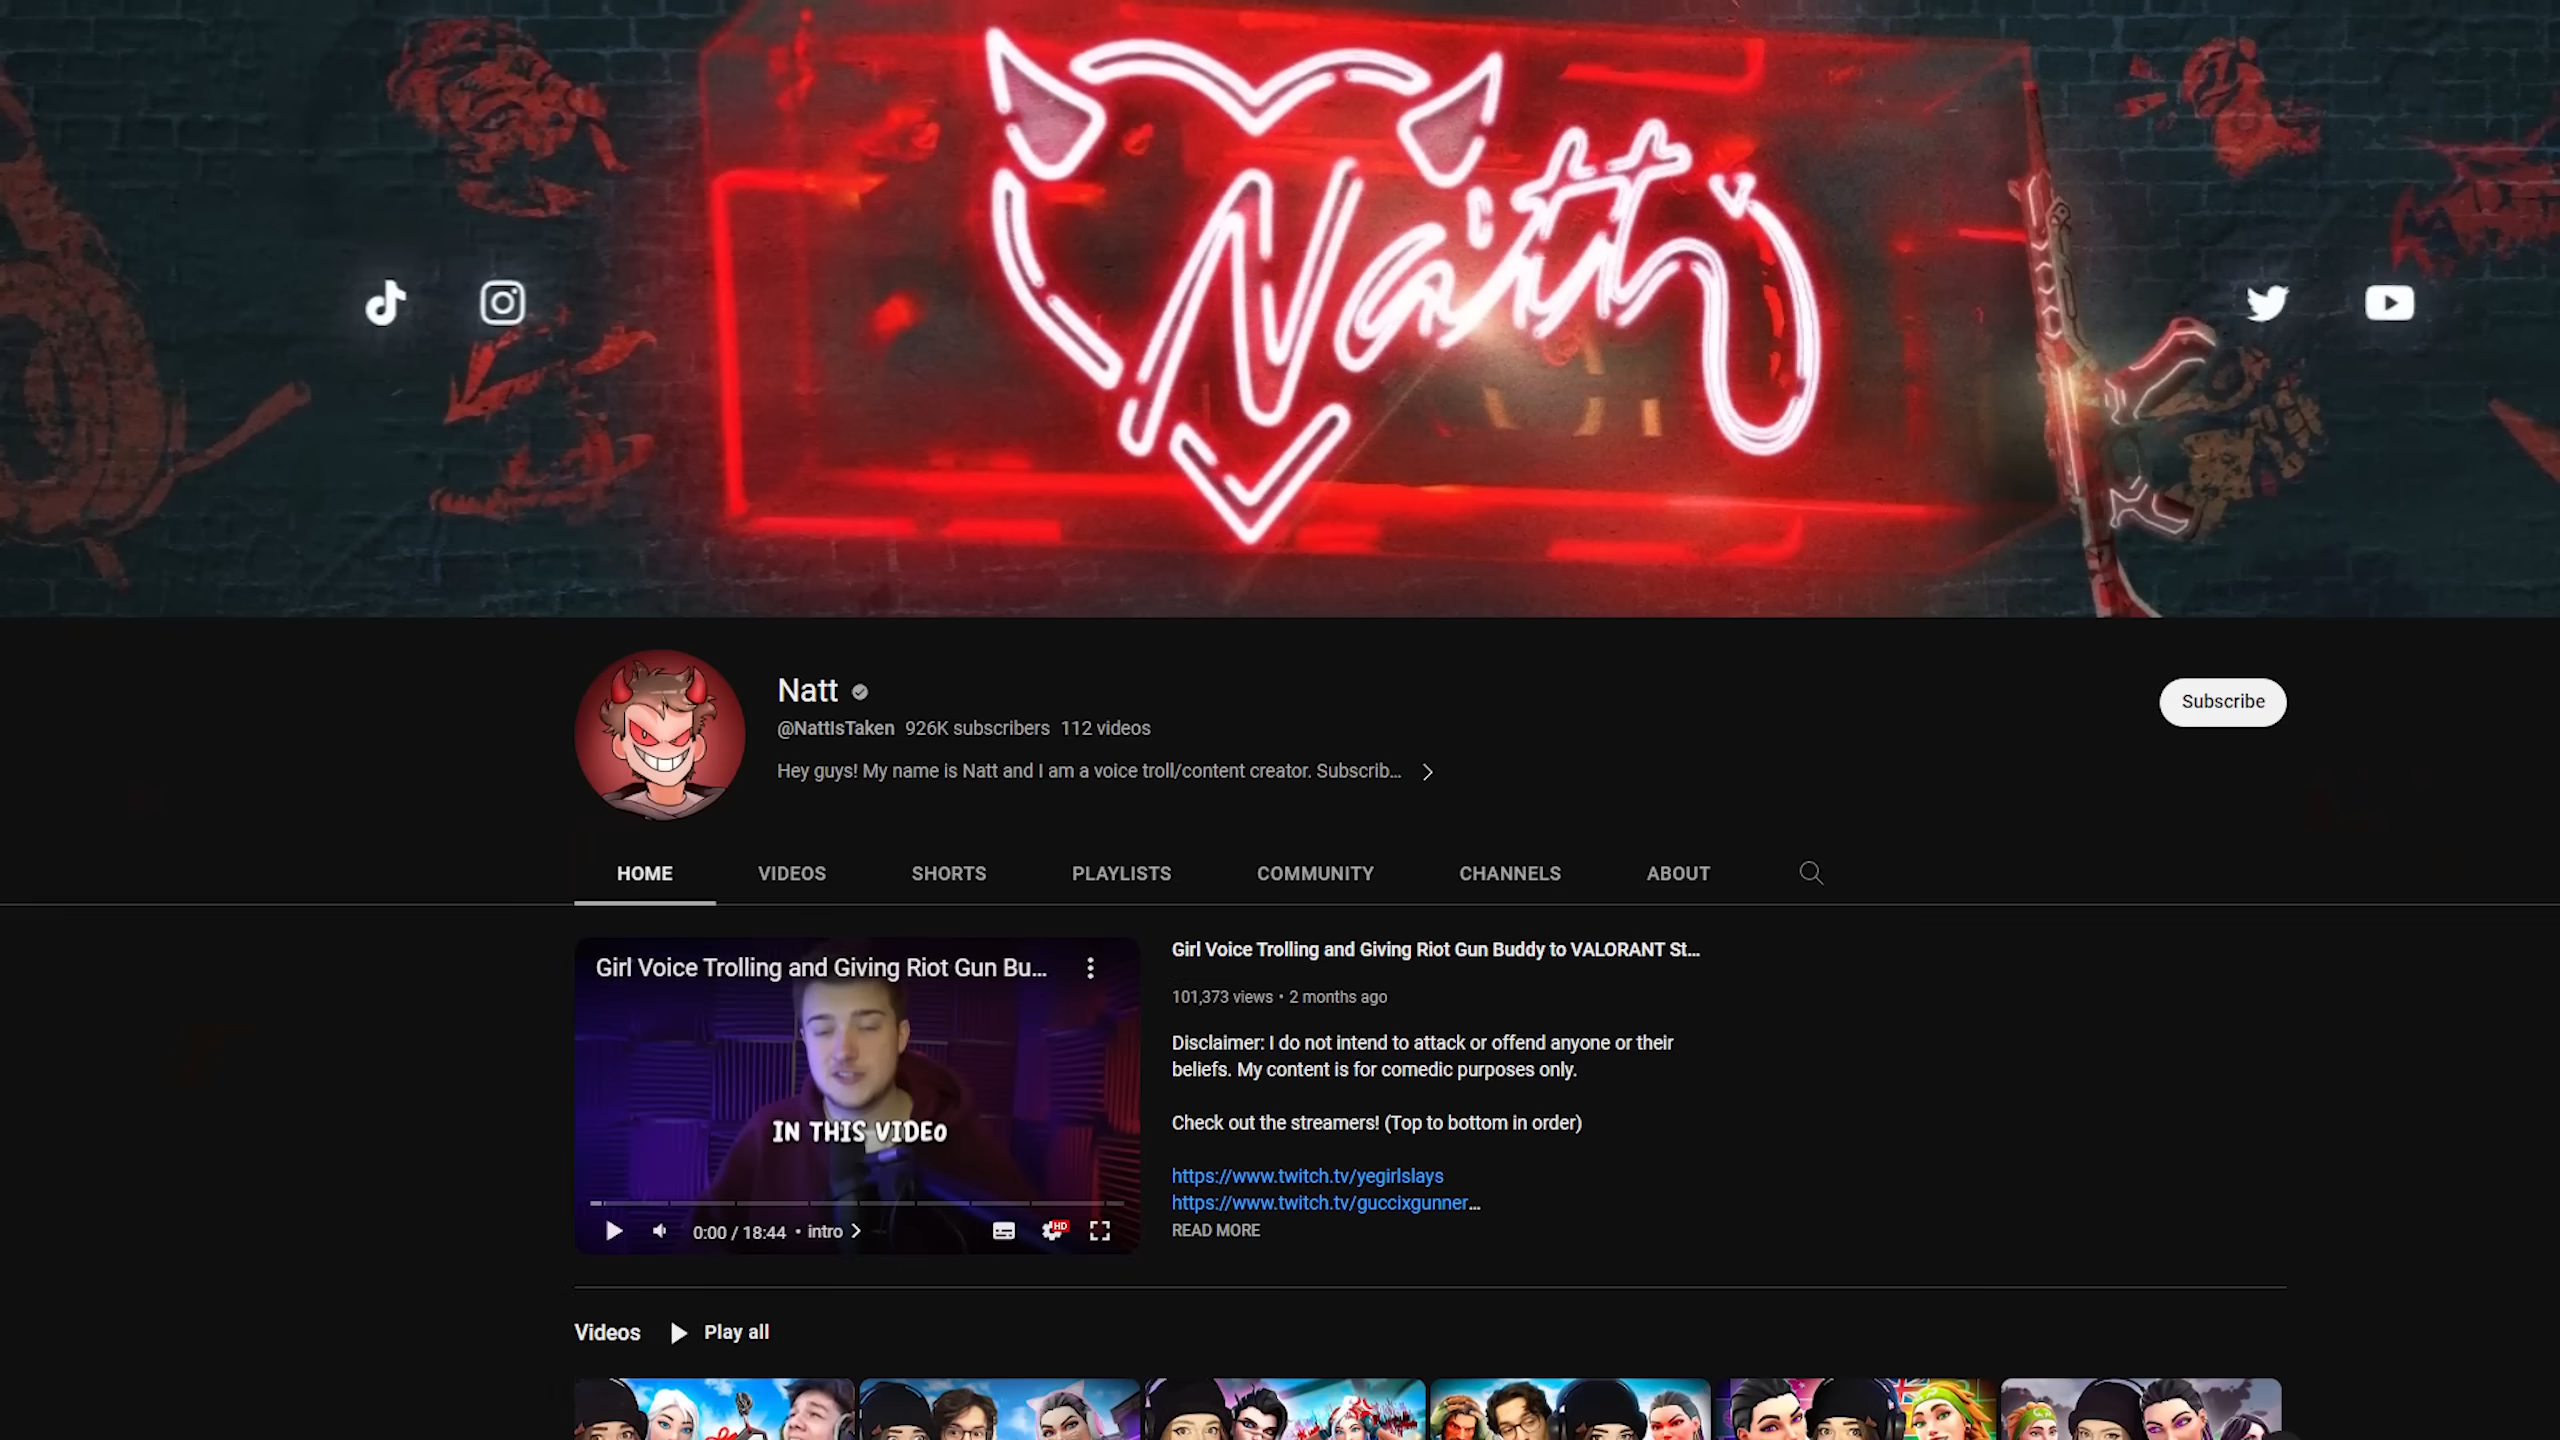 Natt
Natt
@NattIsTaken 926K subscribers 112 videos
Hey guys! My name is Natt and I am a voice troll/content creator. Subscrib...
Subscribe
HOME VIDEOS SHORTS PLAYLISTS COMMUNITY CHANNELS ABOUT
Girl Voice Trolling and Giving Riot Gun Bu...
IN THIS VIDEO
0:00 / 18:44 • intro
HD
Girl Voice Trolling and Giving Riot Gun Buddy to VALORANT St...
101,373 views • 2 months ago
Disclaimer: I do not intend to attack or offend anyone or their
beliefs. My content is for comedic purposes only.
Check out the streamers! (Top to bottom in order)
https://www.twitch.tv/yegirlslays
https://www.twitch.tv/guccixgunner...
READ MORE
Videos Play all